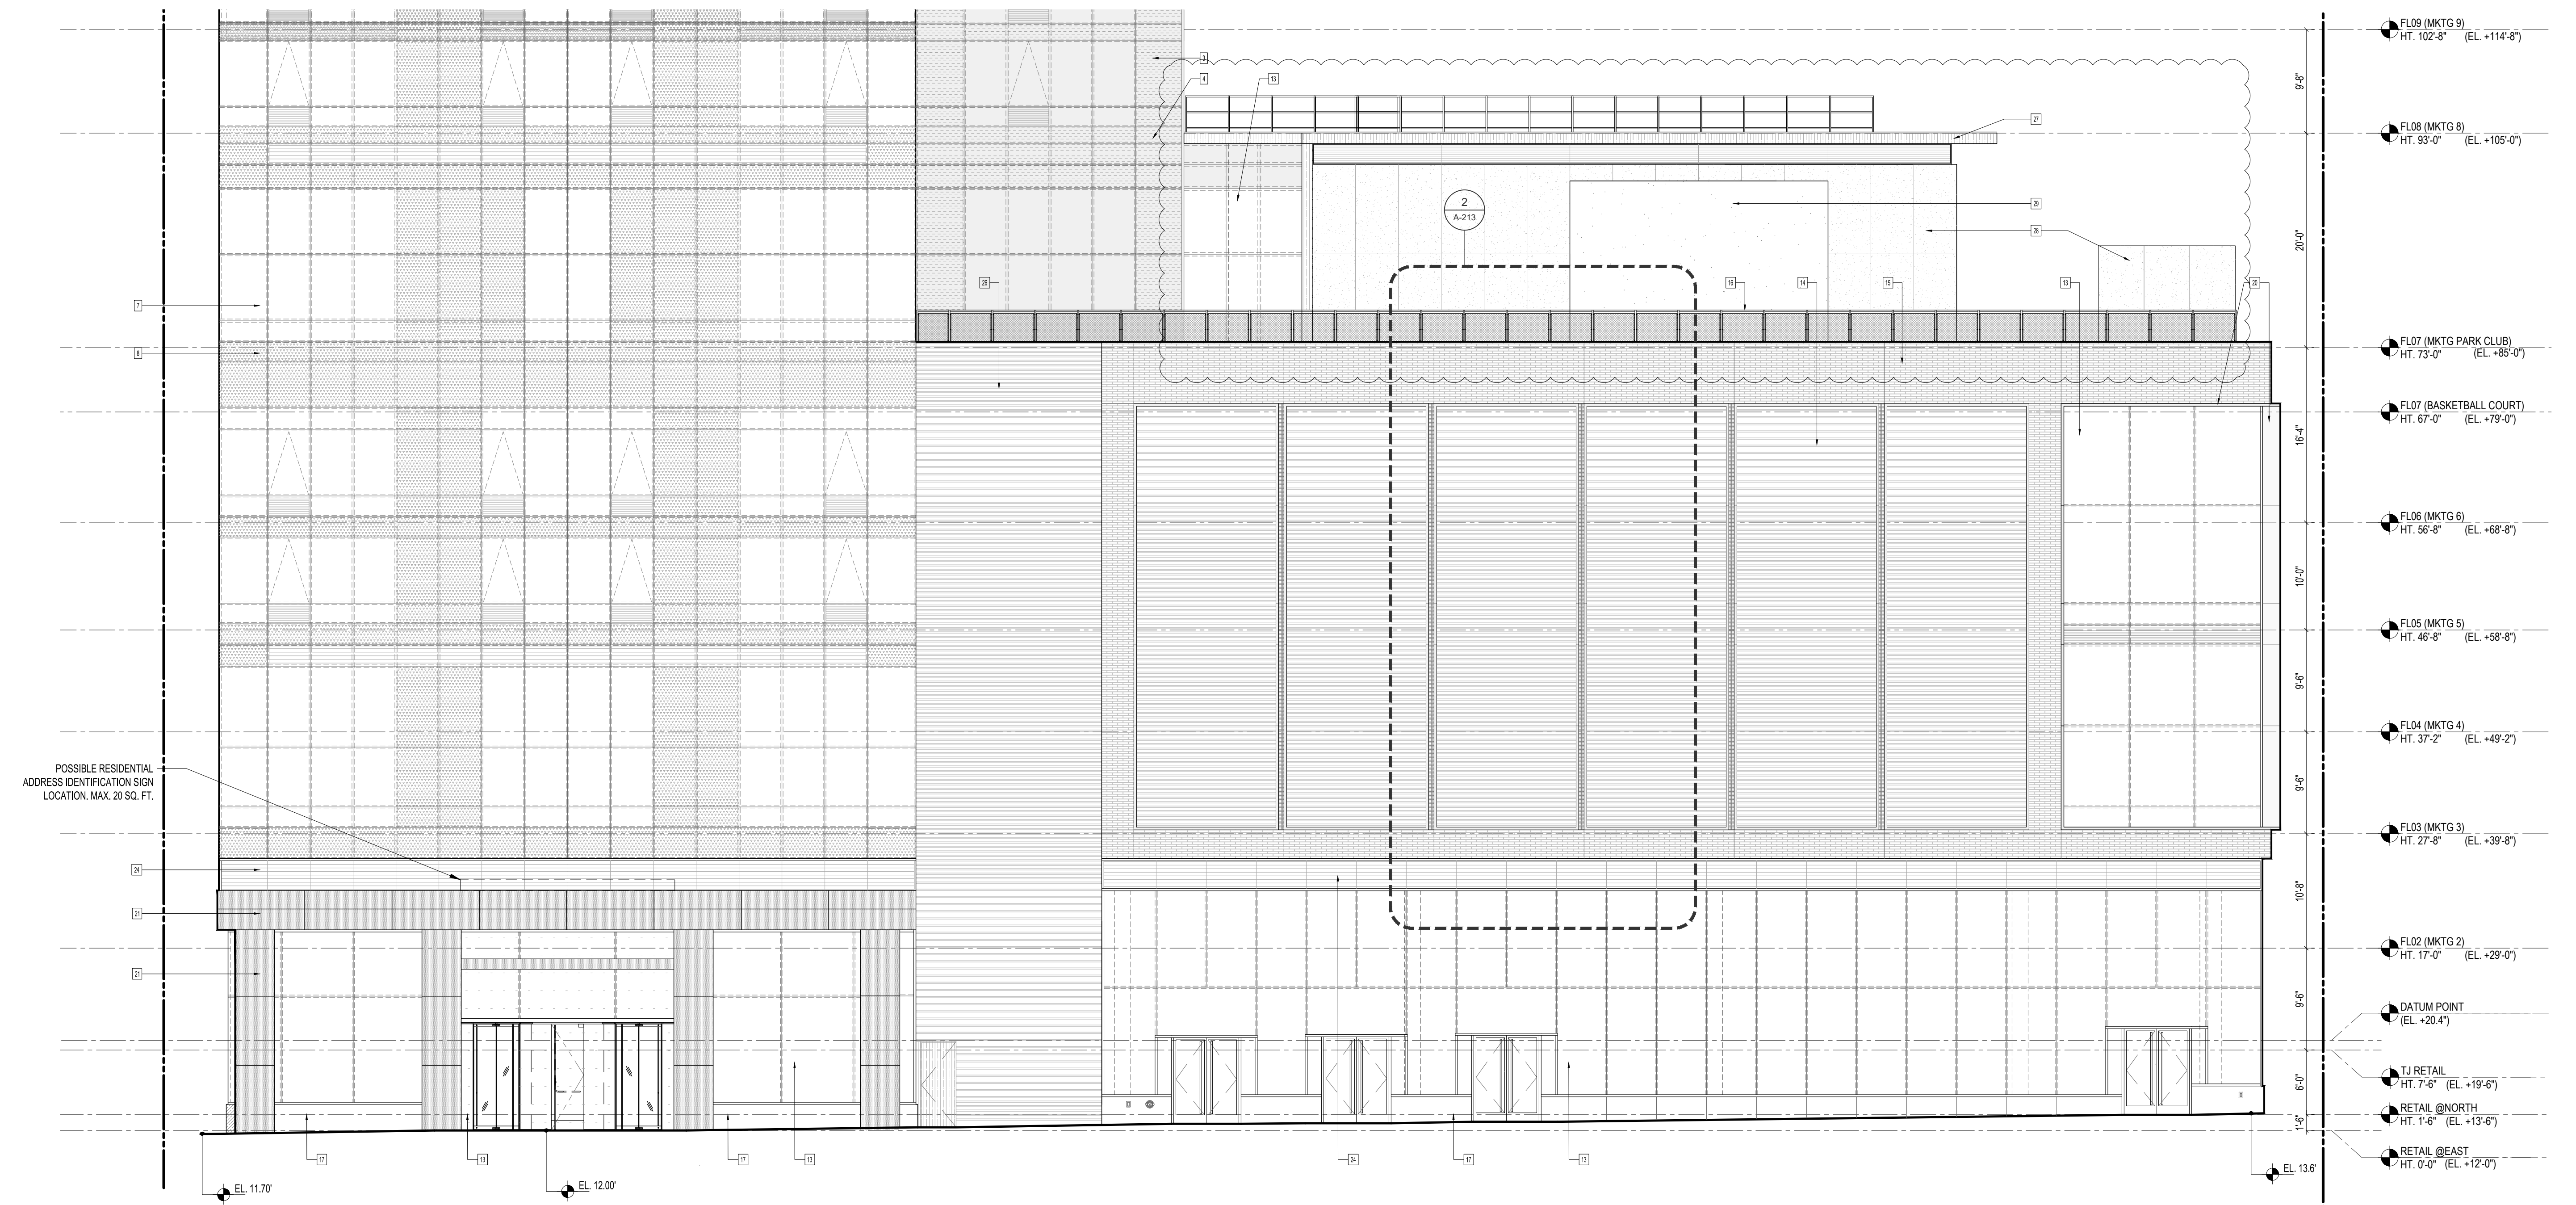 FL09 (MKTG 9)
HT. 102'-8" (EL. +114'-8")
9'-8"
3
4
13
27
FL08 (MKTG 8)
HT. 93'-0" (EL. +105'-0")
2
A-213
29
28
20'-0"
26
16
14
15
13
20
7
8
FL07 (MKTG PARK CLUB)
HT. 73'-0" (EL. +85'-0")
FL07 (BASKETBALL COURT)
HT. 67'-0" (EL. +79'-0")
16'-4"
FL06 (MKTG 6)
HT. 56'-8" (EL. +68'-8")
10'-0"
FL05 (MKTG 5)
HT. 46'-8" (EL. +58'-8")
9'-6"
FL04 (MKTG 4)
HT. 37'-2" (EL. +49'-2")
9'-6"
POSSIBLE RESIDENTIAL
ADDRESS IDENTIFICATION SIGN
LOCATION. MAX. 20 SQ. FT.
FL03 (MKTG 3)
HT. 27'-8" (EL. +39'-8")
24
10'-8"
21
FL02 (MKTG 2)
HT. 17'-0" (EL. +29'-0")
21
9'-6"
DATUM POINT
(EL. +20.4")
TJ RETAIL
HT. 7'-6" (EL. +19'-6")
6'-0"
RETAIL @NORTH
HT. 1'-6" (EL. +13'-6")
1'-6"
RETAIL @EAST
HT. 0'-0" (EL. +12'-0")
17
13
17
13
24
17
13
EL. 11.70'
EL. 12.00'
EL. 13.6'